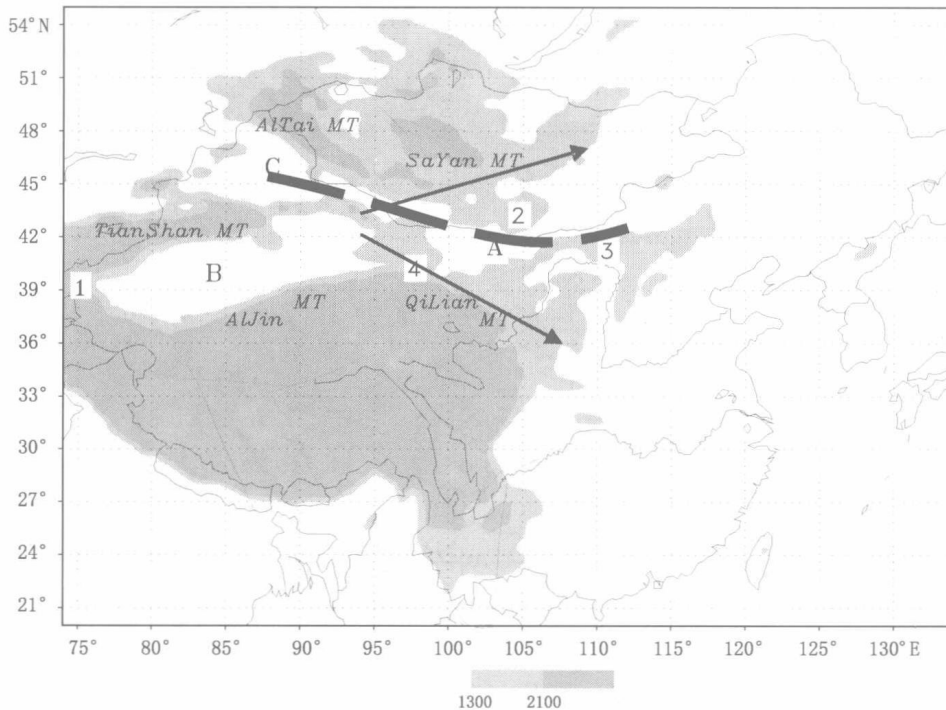 54°N
51°
48°
45°
42°
39°
36°
33°
30°
27°
24°
21°
AlTai MT
SaYan MT
C
2
TianShan MT
A
3
B
4
1
MT
QiLian
AlJin
MT
75°
80°
85°
90°
95°
100°
105°
110°
115°
120°
125°
130°E
1300
2100